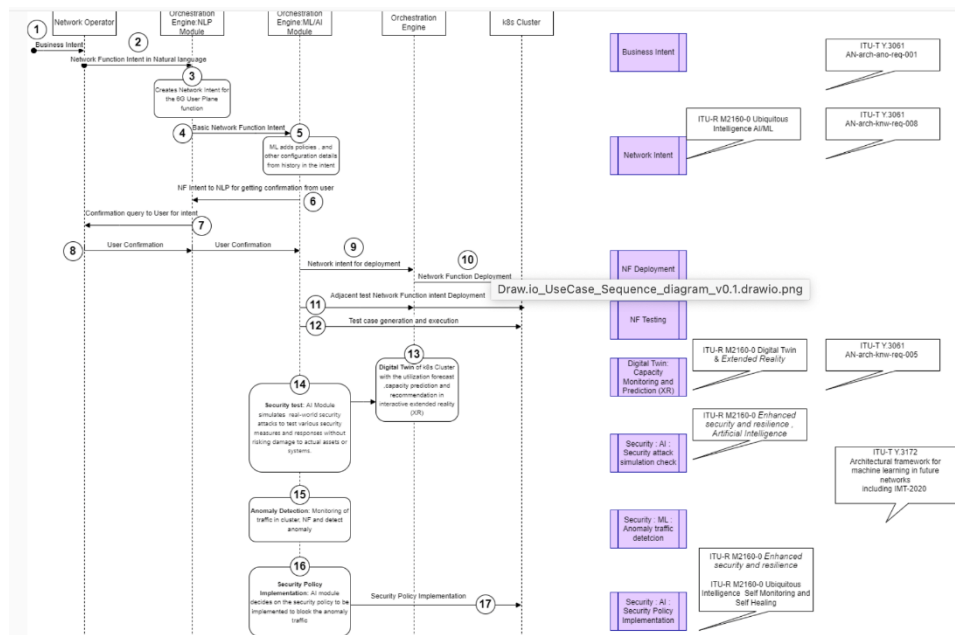 Network Operator
Orchestration
Engine:NLP
Module
Orchestration
Engine:ML/AI
Module
Orchestration
Engine
k8s Cluster
1
Business Intent
2
Network Function Intent in Natural language
3
Creates Network Intent for
the 6G User Plane
function
4
Basic Network Function Intent
5
ML adds policies , and
other configuration details
from history in the intent
NF Intent to NLP for getting confirmation from user
6
Confirmation query to User for intent
7
8
User Confirmation
User Confirmation
9
Network intent for deployment
10
Network Function Deployment
Draw.io_UseCase_Sequence_diagram_v0.1.drawio.png
11
Adjacent test Network Function intent Deployment
12
Test case generation and execution
13
Digital Twin of k8s Cluster
with the utilization forecast
,capacity prediction and
recommendation in
interactive extended reality
(XR)
14
Security test: AI Module
simulates real-world security
attacks to test various security
measures and responses without
risking damage to actual assets or
systems.
15
Anomaly Detection: Monitoring of
traffic in cluster, NF and detect
anomaly
16
Security Policy
Implementation: AI module
decides on the security policy to be
implemented to block the anomaly
traffic
Security Policy Implementation
17
Business Intent
ITU-T Y.3061
AN-arch-ano-req-001
Network Intent
ITU-R M2160-0 Ubiquitous
Intelligence AI/ML
ITU-T Y.3061
AN-arch-knw-req-008
NF Deployment
NF Testing
Digital Twin:
Capacity
Monitoring and
Prediction (XR)
ITU-R M2160-0 Digital Twin
& Extended Reality
ITU-T Y.3061
AN-arch-knw-req-005
Security : AI :
Security attack
simulation check
ITU-R M2160-0 Enhanced
security and resilience ,
Artificial Intelligence
ITU-T Y.3172
Architectural framework for
machine learning in future
networks
including IMT-2020
Security : ML :
Anomaly traffic
detetcion
ITU-R M2160-0 Enhanced
security and resilience
ITU-R M2160-0 Ubiquitous
Intelligence Self Monitoring and
Self Healing
Security : AI :
Security Policy
Implementation